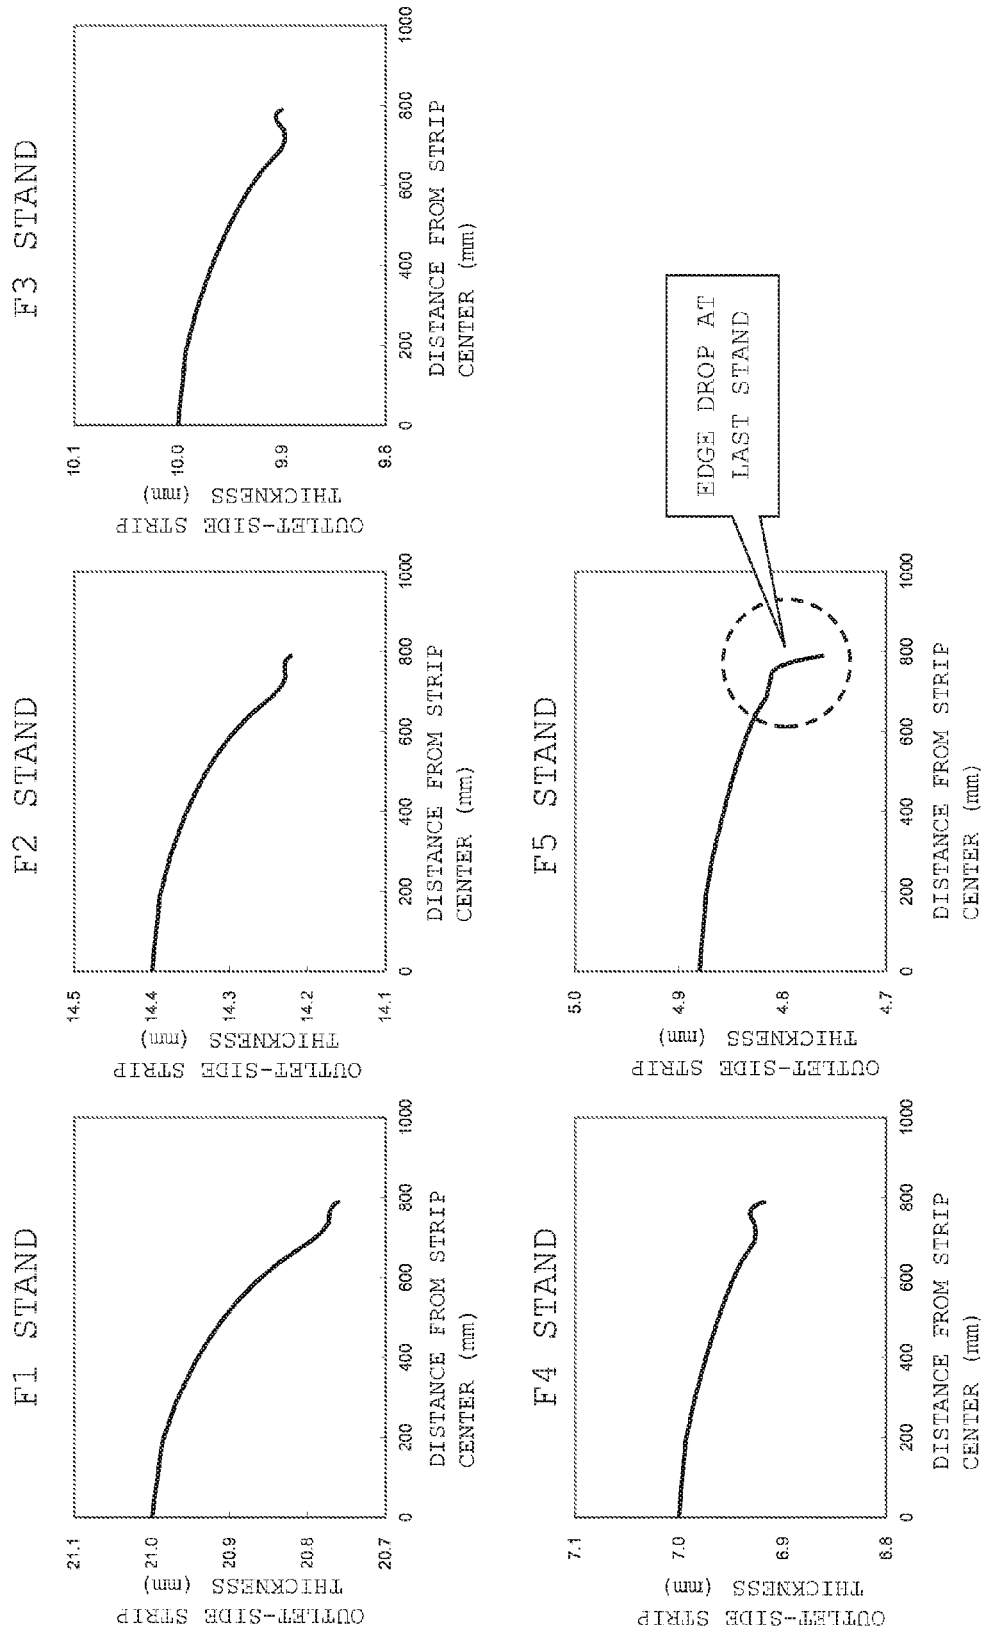 F1 STAND
OUTLET-SIDE STRIP
THICKNESS (mm)
21.1
21.0
20.9
20.8
20.7
0
200
400
600
800
1000
DISTANCE FROM STRIP
CENTER (mm)
F2 STAND
OUTLET-SIDE STRIP
THICKNESS (mm)
14.5
14.4
14.3
14.2
14.1
0
200
400
600
800
1000
DISTANCE FROM STRIP
CENTER (mm)
F3 STAND
OUTLET-SIDE STRIP
THICKNESS (mm)
10.1
10.0
9.9
9.8
0
200
400
600
800
1000
DISTANCE FROM STRIP
CENTER (mm)
F4 STAND
OUTLET-SIDE STRIP
THICKNESS (mm)
7.1
7.0
6.9
6.8
0
200
400
600
800
1000
DISTANCE FROM STRIP
CENTER (mm)
F5 STAND
OUTLET-SIDE STRIP
THICKNESS (mm)
5.0
4.9
4.8
4.7
0
200
400
600
800
1000
DISTANCE FROM STRIP
CENTER (mm)
EDGE DROP AT
LAST STAND